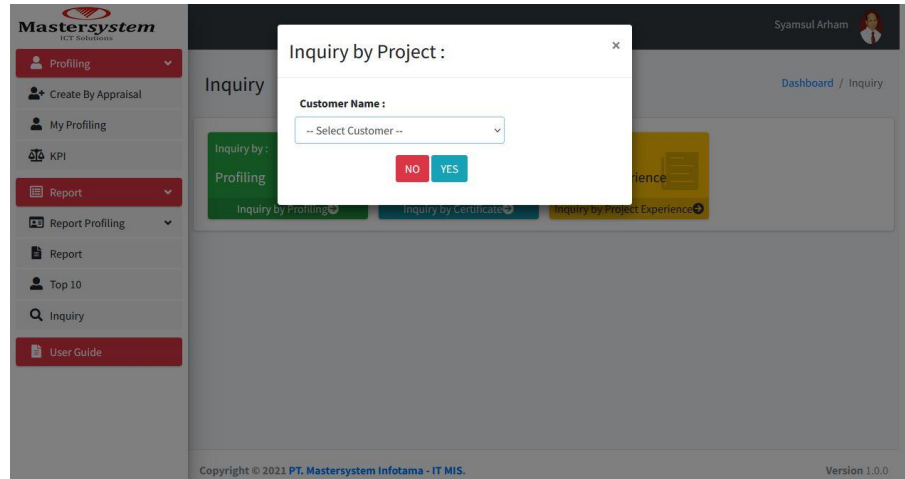 Mastersystem
ICT Solutions
Syamsul Arham
Profiling
Create By Appraisal
My Profiling
KPI
Report
Report Profiling
Report
Top 10
Inquiry
User Guide
Inquiry
Dashboard / Inquiry
Inquiry by Project :
×
Customer Name :
-- Select Customer --
NO YES
Inquiry by :
Profiling
Inquiry by Profiling
Inquiry by Certificate
Inquiry by Project Experience
Copyright © 2021 PT. Mastersystem Infotama - IT MIS.
Version 1.0.0